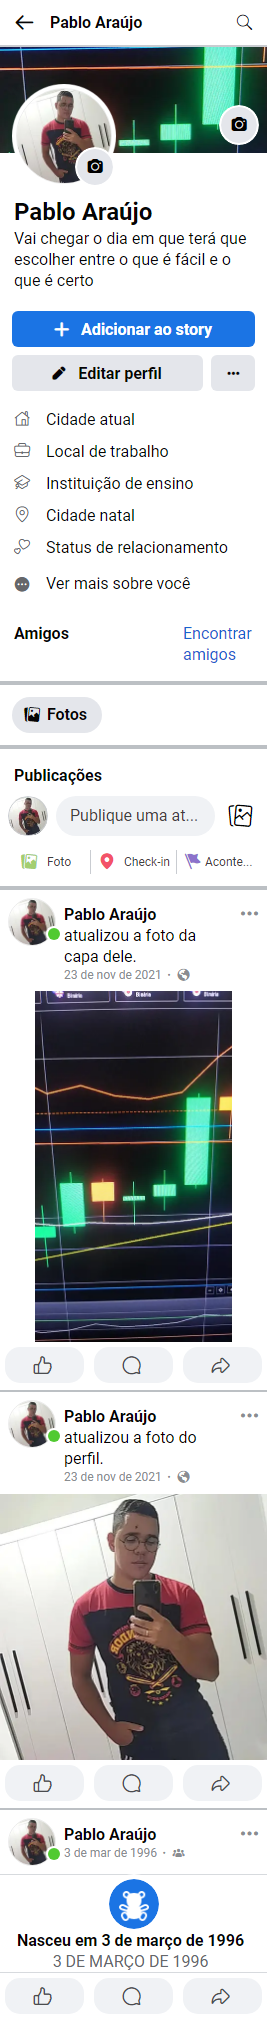 Pablo Araújo
Pablo Araújo
Vai chegar o dia em que terá que
escolher entre o que é fácil e o
que é certo
Adicionar ao story
Editar perfil
Cidade atual
Local de trabalho
Instituição de ensino
Cidade natal
Status de relacionamento
Ver mais sobre você
Amigos
Encontrar
amigos
Fotos
Publicações
Publique uma at...
Foto
Check-in
Aconte...
Pablo Araújo
atualizou a foto da
capa dele.
23 de nov de 2021 ·
Binária
Binária
Binária
Pablo Araújo
atualizou a foto do
perfil.
23 de nov de 2021 ·
Pablo Araújo
3 de mar de 1996 ·
Nasceu em 3 de março de 1996
3 DE MARÇO DE 1996